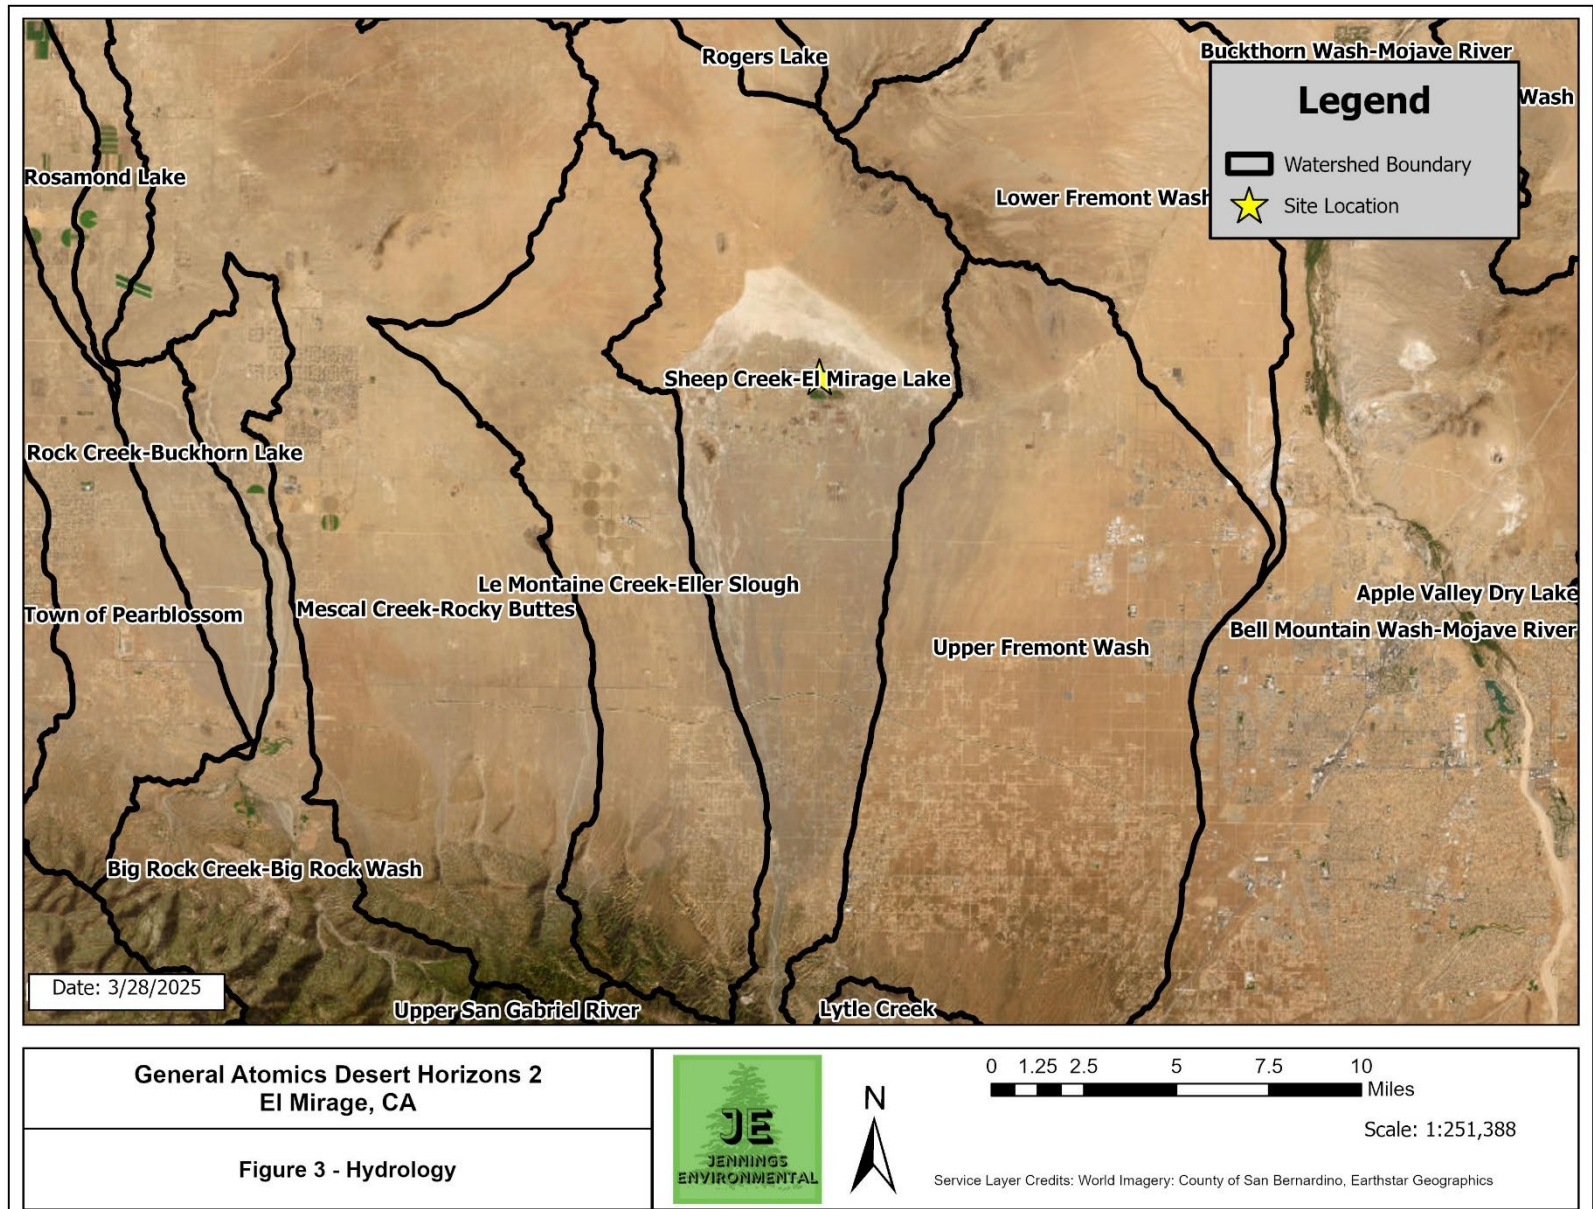 Rogers Lake
Buckthorn Wash-Mojave River
Legend
Wash
Watershed Boundary
Site Location
Rosamond Lake
Lower Fremont Wash
Sheep Creek-El Mirage Lake
Rock Creek-Buckhorn Lake
Le Montaine Creek-Eller Slough
Mescal Creek-Rocky Buttes
Town of Pearblossom
Apple Valley Dry Lake
Bell Mountain Wash-Mojave River
Upper Fremont Wash
Big Rock Creek-Big Rock Wash
Date: 3/28/2025
Upper San Gabriel River
Lytle Creek
General Atomics Desert Horizons 2
El Mirage, CA
Figure 3 - Hydrology
JE
JENNINGS
ENVIRONMENTAL
N
0 1.25 2.5 5 7.5 10
Miles
Scale: 1:251,388
Service Layer Credits: World Imagery: County of San Bernardino, Earthstar Geographics